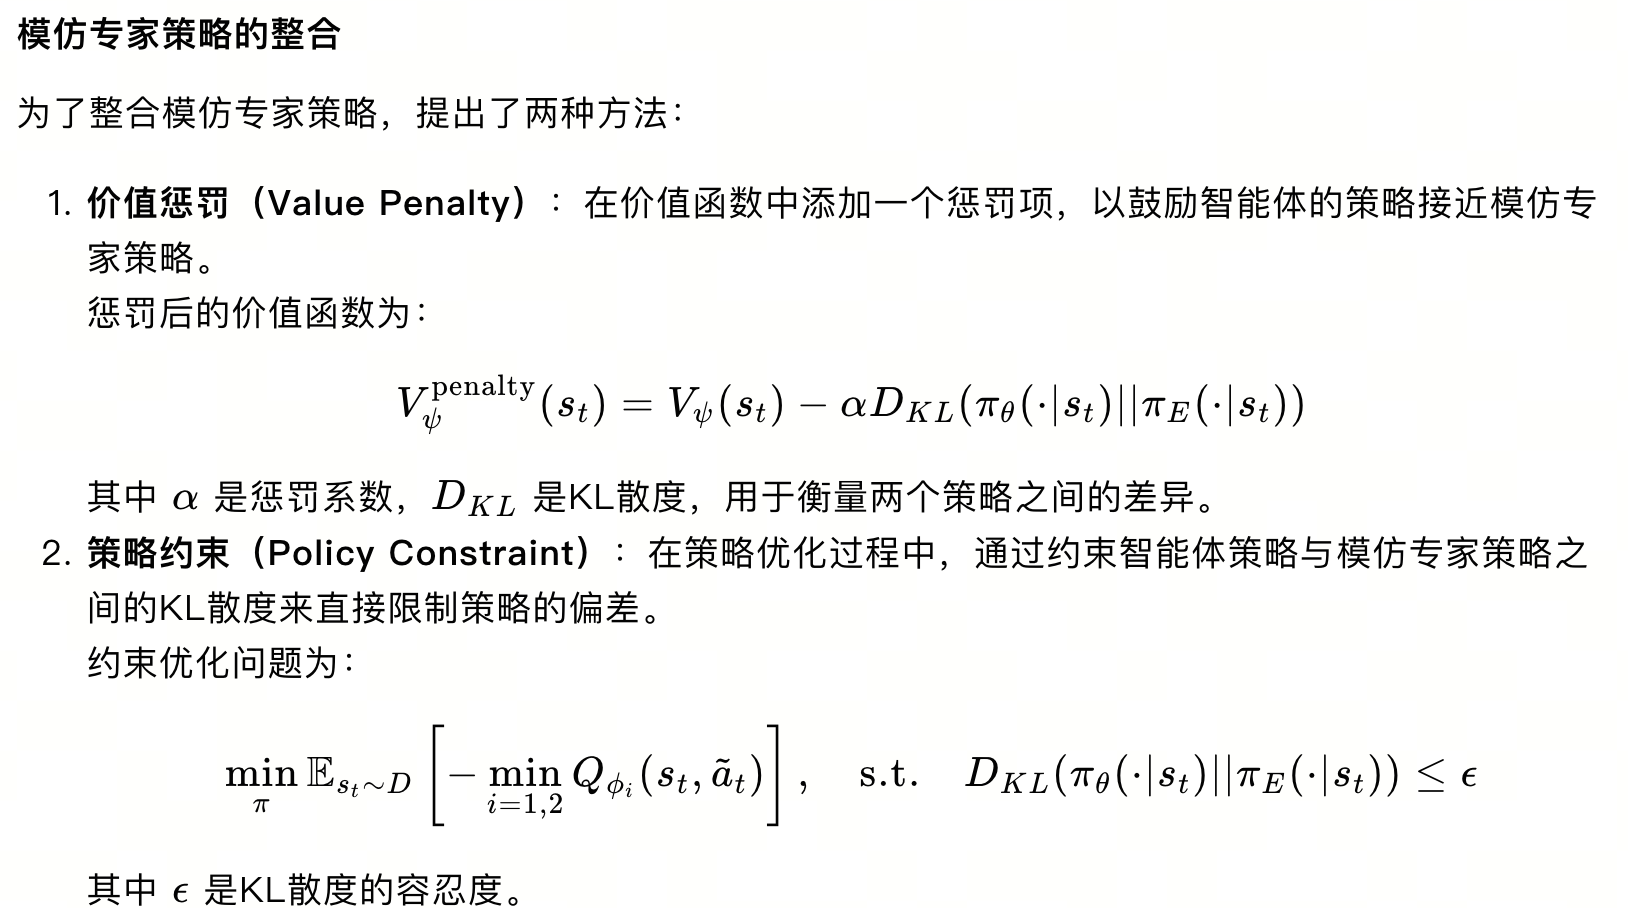 模仿专家策略的整合
为了整合模仿专家策略，提出了两种方法：
1. 价值惩罚（Value Penalty）：在价值函数中添加一个惩罚项，以鼓励智能体的策略接近模仿专
家策略。
惩罚后的价值函数为：
$V_{\psi}^{\text{penalty}}(s_t) = V_{\psi}(s_t) - \alpha D_{KL}(\pi_{\theta}(\cdot|s_t)||\pi_E(\cdot|s_t))$
其中 α 是惩罚系数，$D_{KL}$ 是KL散度，用于衡量两个策略之间的差异。
2. 策略约束（Policy Constraint）：在策略优化过程中，通过约束智能体策略与模仿专家策略之
间的KL散度来直接限制策略的偏差。
约束优化问题为：
$\min_{\pi} \mathbb{E}_{s_t \sim D} \left[ - \min_{i=1,2} Q_{\phi_i}(s_t, \tilde{a}_t) \right], \quad \text{s.t.} \quad D_{KL}(\pi_{\theta}(\cdot|s_t)||\pi_E(\cdot|s_t)) \leq \epsilon$
其中 ϵ 是KL散度的容忍度。